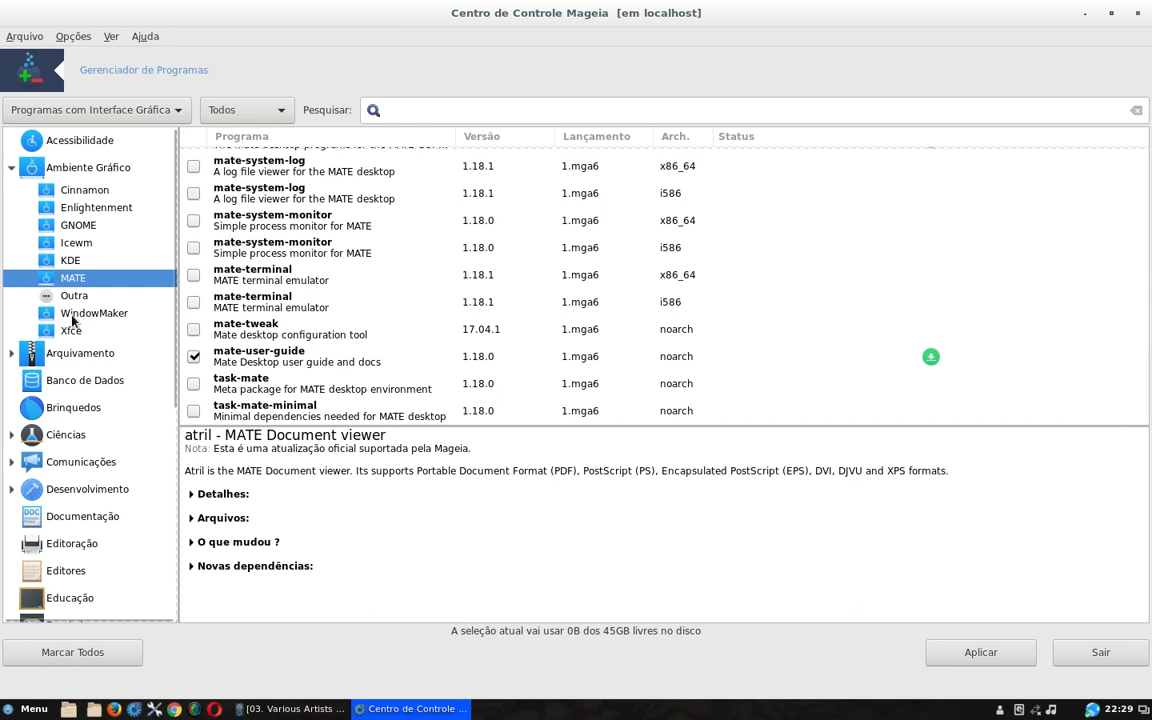 Centro de Controle Mageia  [em localhost]
Arquivo Opções Ver Ajuda
Gerenciador de Programas
Programas com Interface Gráfica Todos Pesquisar:
Acessibilidade
Ambiente Gráfico
Cinnamon
Enlightenment
GNOME
Icewm
KDE
MATE
Outra
WindowMaker
Xfce
Arquivamento
Banco de Dados
Brinquedos
Ciências
Comunicações
Desenvolvimento
DOC
Documentação
Editoração
Editores
Educação
Programa Versão Lançamento Arch. Status
mate-system-log
A log file viewer for the MATE desktop
1.18.1 1.mga6 x86_64
mate-system-log
A log file viewer for the MATE desktop
1.18.1 1.mga6 i586
mate-system-monitor
Simple process monitor for MATE
1.18.0 1.mga6 x86_64
mate-system-monitor
Simple process monitor for MATE
1.18.0 1.mga6 i586
mate-terminal
MATE terminal emulator
1.18.1 1.mga6 x86_64
mate-terminal
MATE terminal emulator
1.18.1 1.mga6 i586
mate-tweak
Mate desktop configuration tool
17.04.1 1.mga6 noarch
mate-user-guide
Mate Desktop user guide and docs
1.18.0 1.mga6 noarch
task-mate
Meta package for MATE desktop environment
1.18.0 1.mga6 noarch
task-mate-minimal
Minimal dependencies needed for MATE desktop
1.18.0 1.mga6 noarch
atril - MATE Document viewer
Nota: Esta é uma atualização oficial suportada pela Mageia.
Atril is the MATE Document viewer. Its supports Portable Document Format (PDF), PostScript (PS), Encapsulated PostScript (EPS), DVI, DJVU and XPS formats.
Detalhes:
Arquivos:
O que mudou ?
Novas dependências:
A seleção atual vai usar 0B dos 45GB livres no disco
Marcar Todos Aplicar Sair
Menu [03. Various Artists ... Centro de Controle ... 22:29